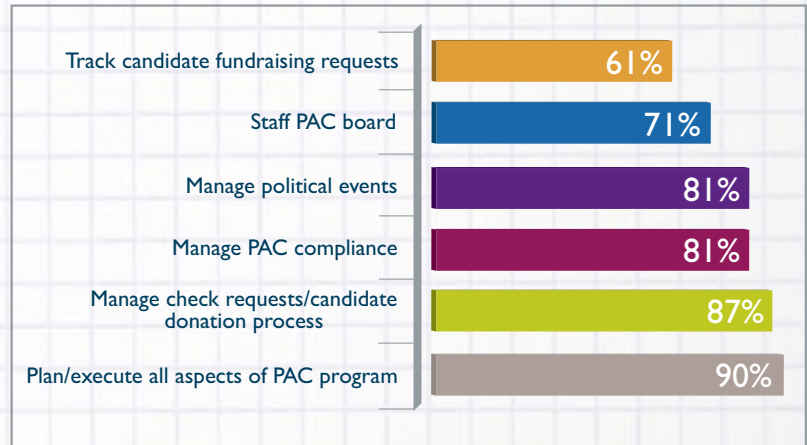 Track candidate fundraising requests
61%
Staff PAC board
71%
Manage political events
81%
Manage PAC compliance
81%
Manage check requests/candidate
donation process
87%
Plan/execute all aspects of PAC program
90%